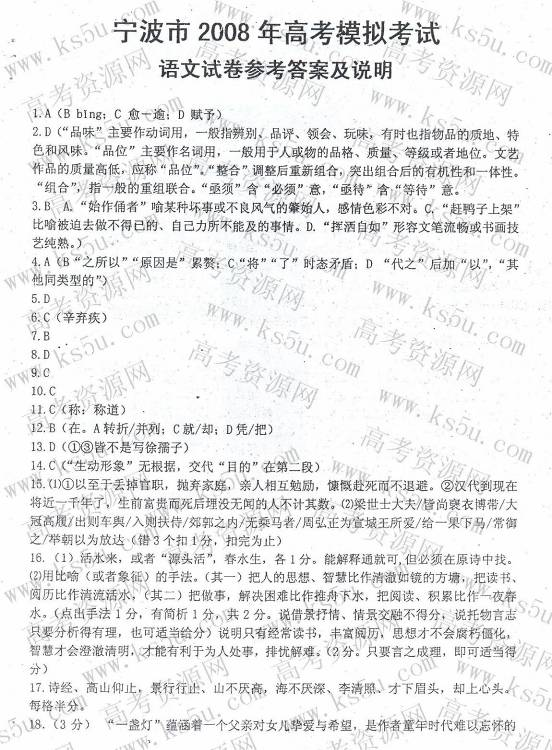 宁波市 2008 年高考模拟考试
语文试卷参考答案及说明
1.A（B bǐng；C 愈—逾；D 赋予）
2.D（“品味”主要作动词用，一般指辨别、品评、领会、玩味，有时也指物品的质地、特
色和风味。“品位”主要作名词用，一般用于人或物的品格、质量、等级或者地位。文艺
作品的质量高低，应称“品位”。“整合”调整后重新组合，突出组合后的有机性和一体性。
“组合”，指一般的重组联合。“亟须”含“必须”意，“亟待”含“等待”意。
3.B　A.“始作俑者”喻某种坏事或不良风气的肇始人，感情色彩不对。C.“赶鸭子上架”
比喻被迫去做不得已的、自己力所不能及的事情。D.“挥洒自如”形容文笔流畅或书画技
艺纯熟。）
4.A（B“之所以”“原因是”累赘；C“将”“了”时态矛盾；D “代之”后加“以”，“其
他同类型的”）
5.D
6.C（辛弃疾）
7.B
8.D
9.C
10.C
11.C（称：称道）
12.B（在。A 转折/并列；C 就/却；D 凭/把）
13.D（①③皆不是写徐孺子）
14.C（“生动形象”无根据，交代“目的”在第二段）
15.⑴①以至于丢掉官职，抛弃家庭，亲人相互勉励，慷慨赴死而不退避。②汉代到现在
将近一千年了，生前富贵而死后埋没无闻的人不计其数。⑵梁世士大夫/皆尚褒衣博带/大
冠高履/出则车舆/入则扶侍/郊郭之内/无乘马者/周弘正为宣城王所爱/给一果下马/常御
之/举朝以为放达（错 3 个扣 1 分，扣完为止）
16.（1）活水来，或者“源头活”，春水生，各 1 分。能解释通就可，但必须在原诗中找。
⑵用比喻（或者象征）的手法。（其一）把人的思想、智慧比作清澈如镜的方塘，把读书、
阅历比作清流活水，（其二）把做事，解决困难比作推舟下水，把阅读、积累比作一夜春
水。（点出手法 1 分，有简析 1 分，共 2 分。说借景抒情、情景交融不得分，说托物言志
只要分析得有理，也可适当给分）说明只有经常读书，丰富阅历，思想才不会腐朽僵化，
智慧才会澄澈清明，才能有利于为人处事，排忧解难。（2 分。只要言之成理，即可适当得
分）
17.诗经、高山仰止，景行行止、山不厌高，海不厌深、李清照、才下眉头，却上心头。
每格半分。
18.（3 分） “一盏灯”蕴涵着一个父亲对女儿挚爱与希望，是作者童年时代难以忘怀的
高考资源网
www.ks5u.com